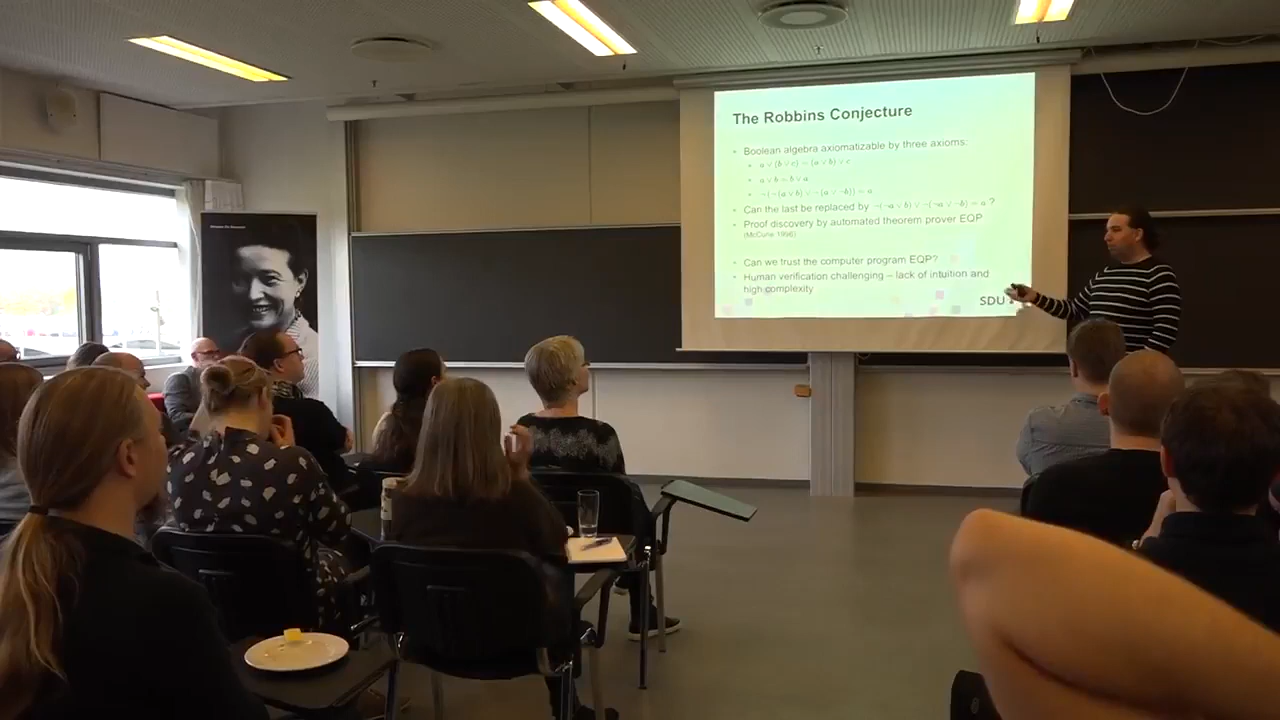 The Robbins Conjecture
Boolean algebra axiomatizable by three axioms:
a ∨ (b ∨ c) = (a ∨ b) ∨ c
a ∨ b = b ∨ a
¬(¬(a ∨ b) ∨ ¬(a ∨ ¬b)) = a
Can the last be replaced by ¬(¬a ∨ b) ∨ ¬(¬a ∨ ¬b) = a ?
Proof discovery by automated theorem prover EQP
(McCune 1996)
Can we trust the computer program EQP?
Human verification challenging – lack of intuition and
high complexity
SDU